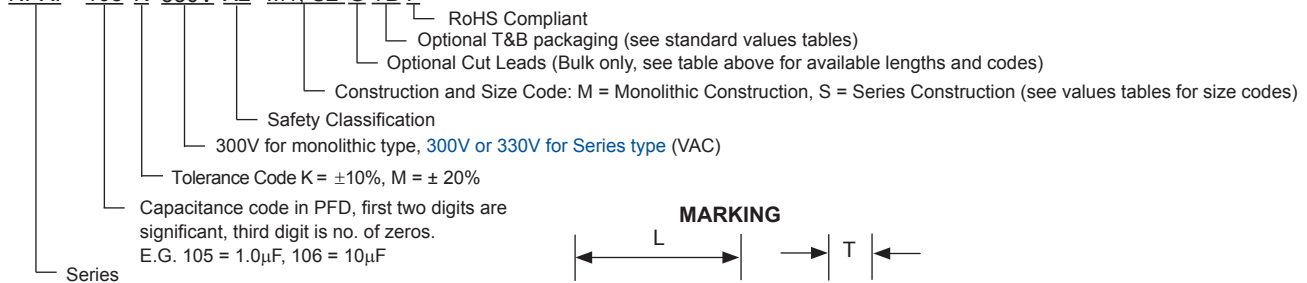 RoHS Compliant
Optional T&B packaging (see standard values tables)
Optional Cut Leads (Bulk only, see table above for available lengths and codes)
Construction and Size Code: M = Monolithic Construction, S = Series Construction (see values tables for size codes)
Safety Classification
300V for monolithic type, 300V or 330V for Series type (VAC)
Tolerance Code K = ±10%, M = ± 20%
Capacitance code in PFD, first two digits are
significant, third digit is no. of zeros.
E.G. 105 = 1.0μF, 106 = 10μF
Series
MARKING
L
T